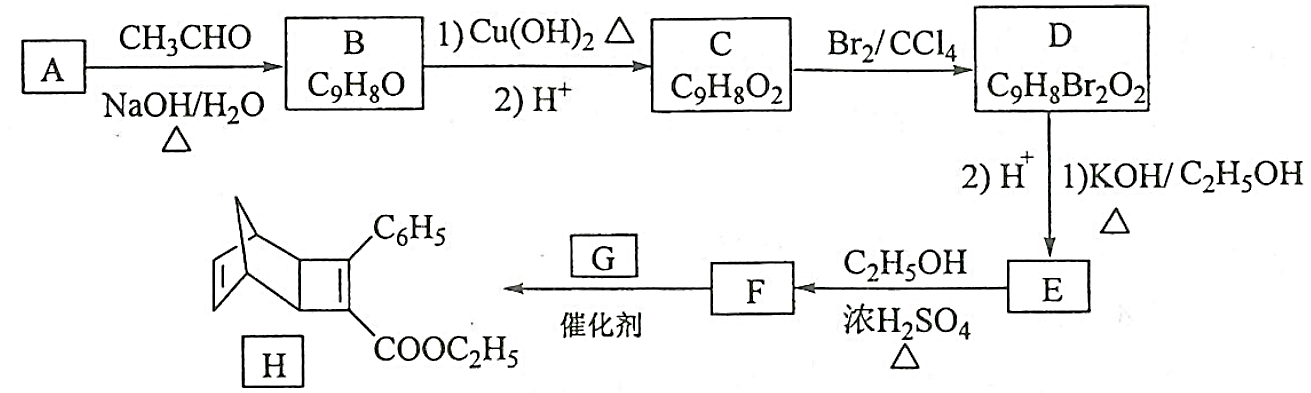 A
CH₃CHO
NaOH/H₂O
△
B
C₉H₈O
1) Cu(OH)₂ △
2) H⁺
C
C₉H₈O₂
Br₂/CCl₄
D
C₉H₈Br₂O₂
2) H⁺ 1)KOH/ C₂H₅OH
△
E
C₂H₅OH
浓H₂SO₄
△
F
G
催化剂
C₆H₅
COOC₂H₅
H